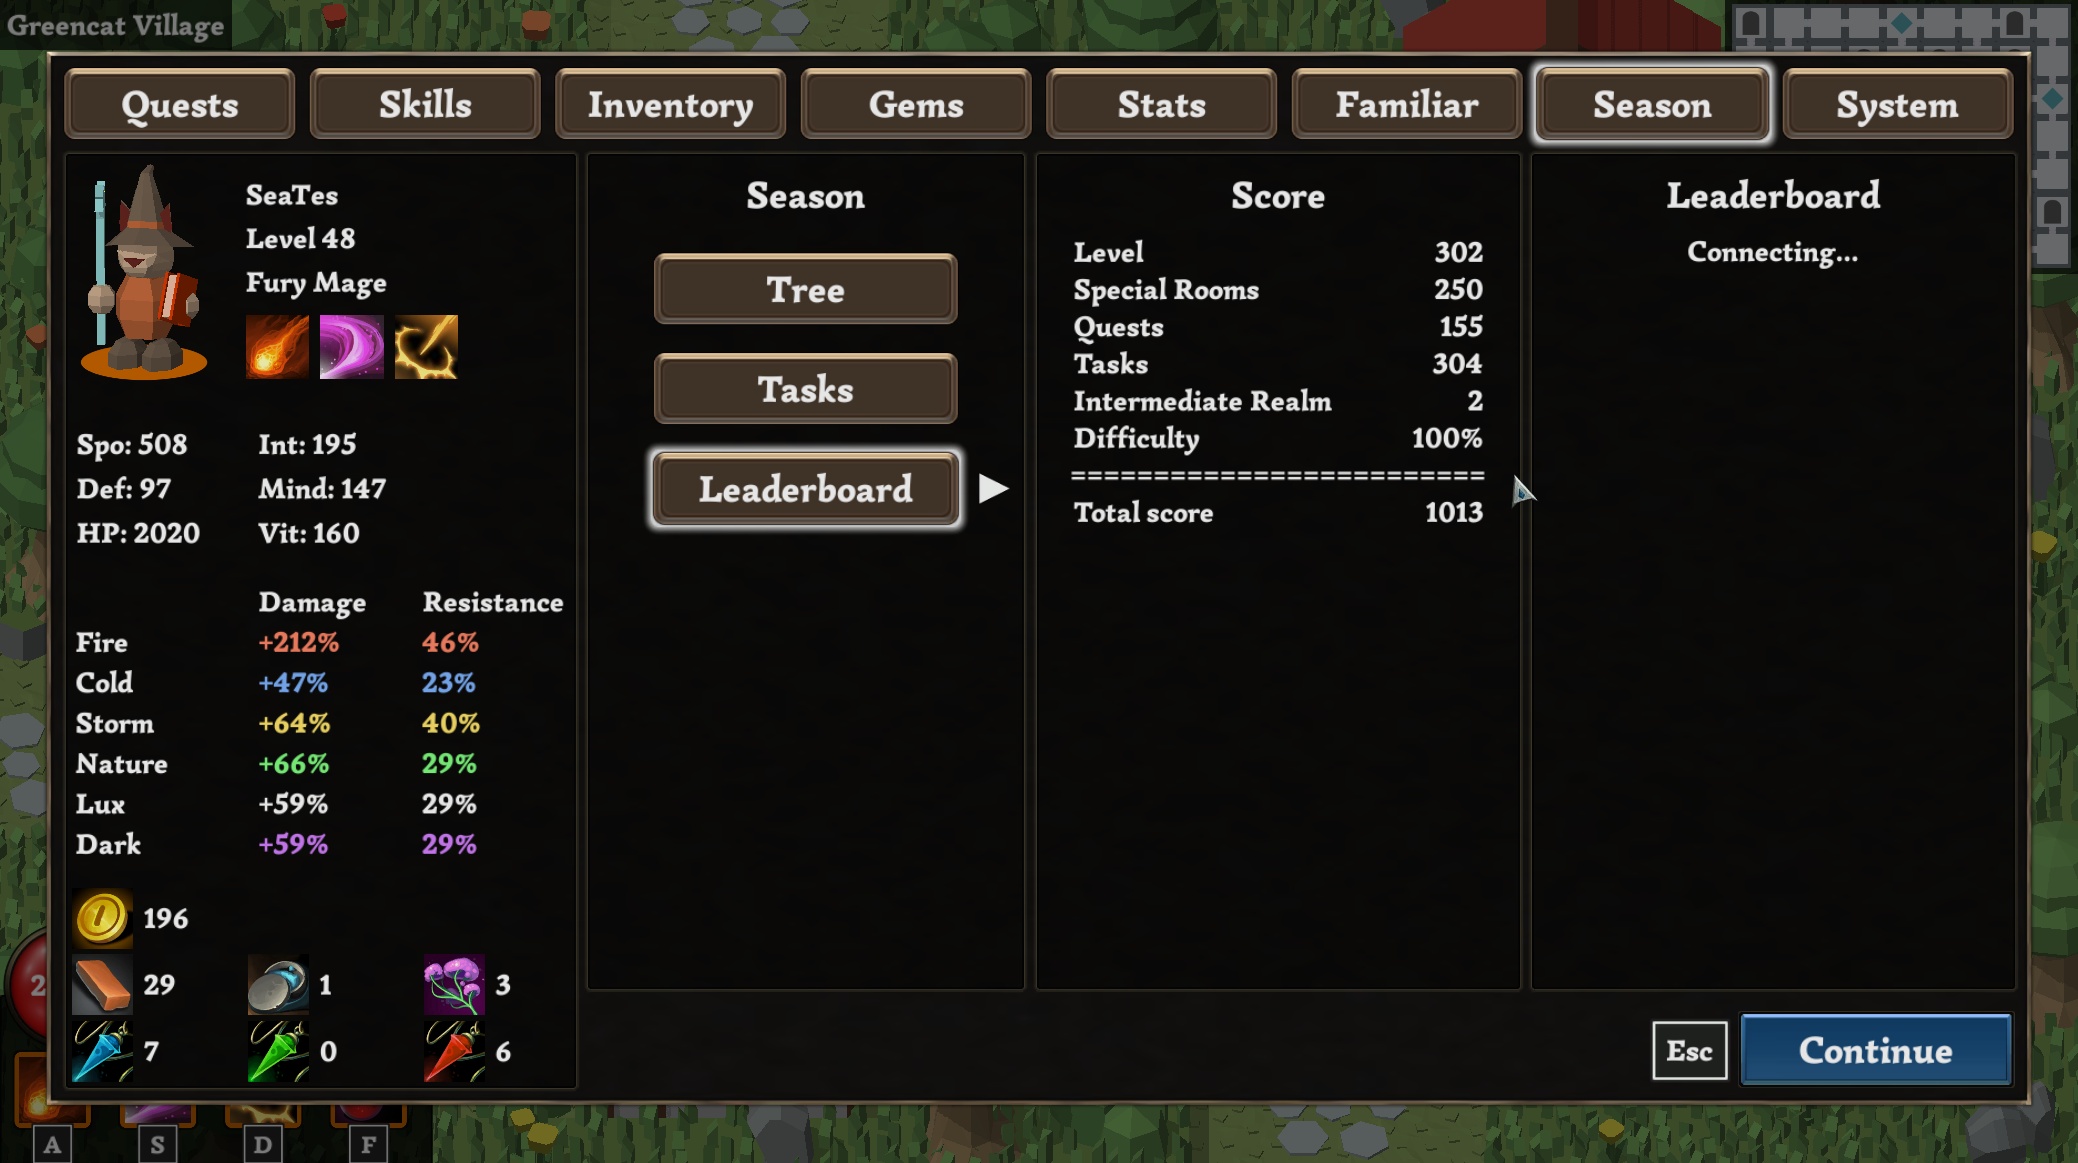 Greencat Village
Quests
Skills
Inventory
Gems
Stats
Familiar
Season
System
SeaTes
Level 48
Fury Mage
Spo: 508 Int: 195
Def: 97 Mind: 147
HP: 2020 Vit: 160
Damage Resistance
Fire +212% 46%
Cold +47% 23%
Storm +64% 40%
Nature +66% 29%
Lux +59% 29%
Dark +59% 29%
196
29 1 3
7 0 6
Season
Tree
Tasks
Leaderboard
Score
Level 302
Special Rooms 250
Quests 155
Tasks 304
Intermediate Realm 2
Difficulty 100%
=========================
Total score 1013
Leaderboard
Connecting...
Esc
Continue
A S D F